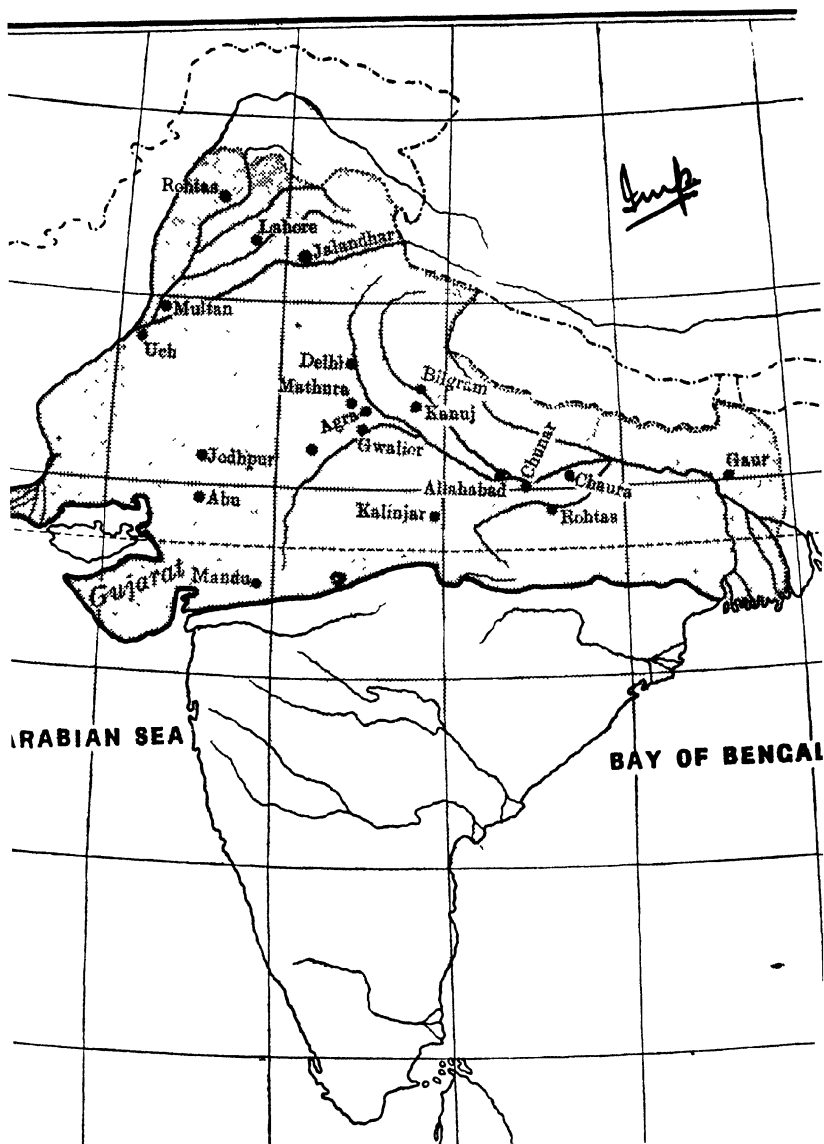 Imp
Rohtas
Lahore
Jalandhar
Multan
Uch
Delhi
Bilgram
Mathura
Kanuj
Agra
Gwalior
Chunar
Jodhpur
Gaur
Allahabad
Chaura
Abu
Kalinjar
Rohtas
Gujarat
Mandu
ARABIAN SEA
BAY OF BENGAL